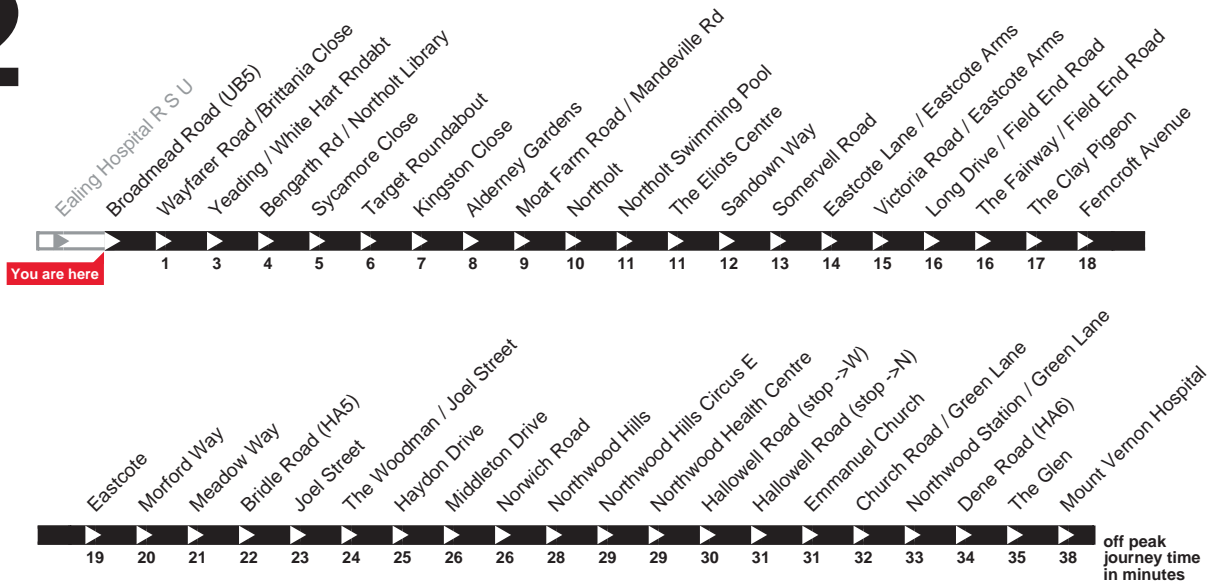 2
Ealing Hospital R S U
Broadmead Road (UB5)
Wayfarer Road /Brittania Close
Yeading / White Hart Rndabt
Bengarth Rd / Northolt Library
Sycamore Close
Target Roundabout
Kingston Close
Alderney Gardens
Moat Farm Road / Mandeville Rd
Northolt
Northolt Swimming Pool
The Eliots Centre
Sandown Way
Somervell Road
Eastcote Lane / Eastcote Arms
Victoria Road / Eastcote Arms
Long Drive / Field End Road
The Fairway / Field End Road
The Clay Pigeon
Ferncroft Avenue
You are here
1 3 4 5 6 7 8 9 10 11 11 12 13 14 15 16 16 17 18
Eastcote
Morford Way
Meadow Way
Bridle Road (HA5)
Joel Street
The Woodman / Joel Street
Haydon Drive
Middleton Drive
Norwich Road
Northwood Hills
Northwood Hills Circus E
Northwood Health Centre
Hallowell Road (stop ->W)
Hallowell Road (stop ->N)
Emmanuel Church
Church Road / Green Lane
Northwood Station / Green Lane
Dene Road (HA6)
The Glen
Mount Vernon Hospital
19 20 21 22 23 24 25 26 26 28 29 29 30 31 31 32 33 34 35 38
off peak
journey time
in minutes